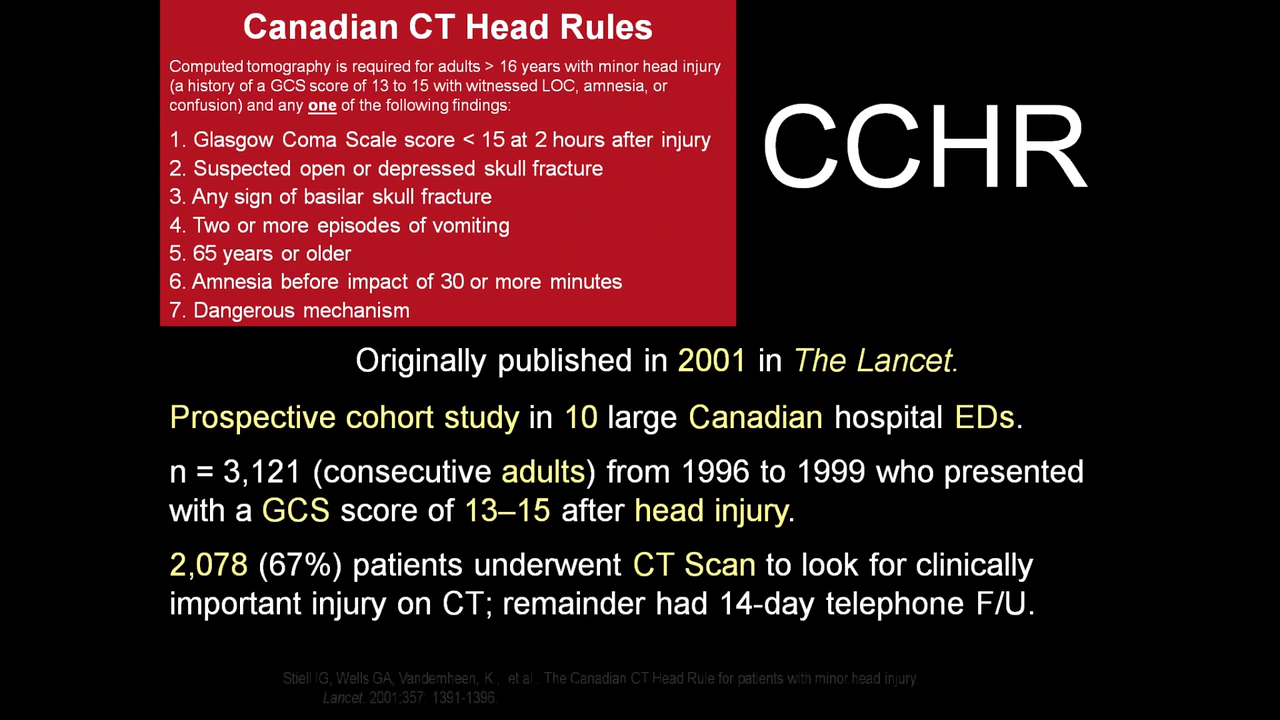 Canadian CT Head Rules
Computed tomography is required for adults > 16 years with minor head injury
(a history of a GCS score of 13 to 15 with witnessed LOC, amnesia, or
confusion) and any one of the following findings:
1. Glasgow Coma Scale score < 15 at 2 hours after injury
2. Suspected open or depressed skull fracture
3. Any sign of basilar skull fracture
4. Two or more episodes of vomiting
5. 65 years or older
6. Amnesia before impact of 30 or more minutes
7. Dangerous mechanism
CCHR
Originally published in 2001 in The Lancet.
Prospective cohort study in 10 large Canadian hospital EDs.
n = 3,121 (consecutive adults) from 1996 to 1999 who presented
with a GCS score of 13–15 after head injury.
2,078 (67%) patients underwent CT Scan to look for clinically
important injury on CT; remainder had 14-day telephone F/U.
Stiell IG, Wells GA, Vandemheen, K., et al.. The Canadian CT Head Rule for patients with minor head injury.
Lancet. 2001;357: 1391-1396.